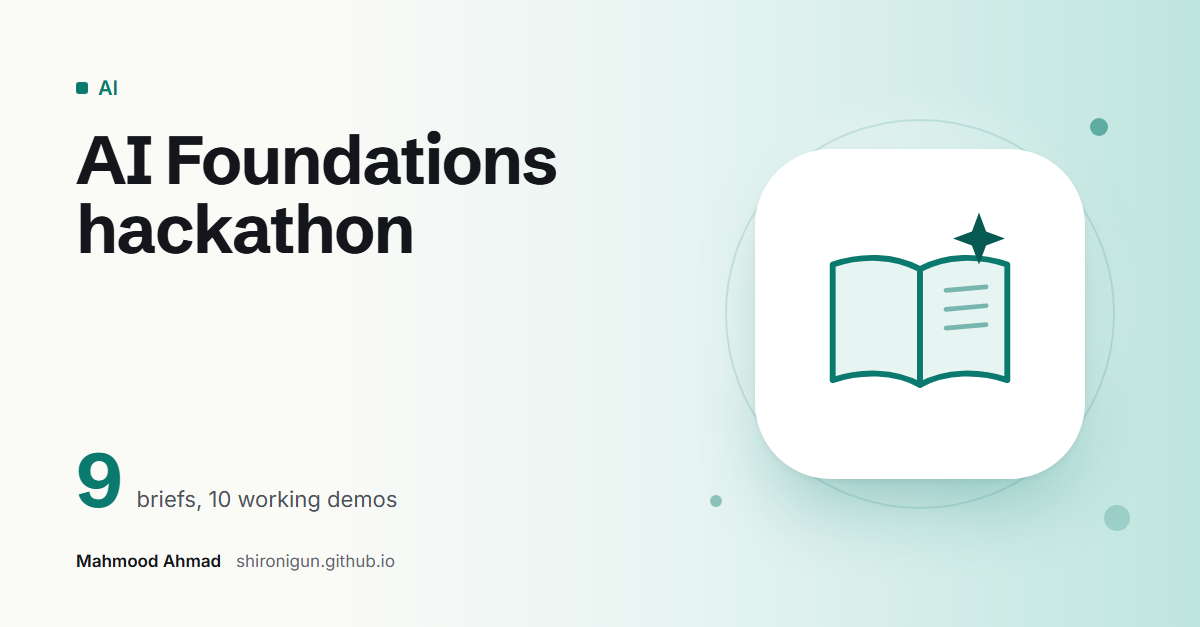 AI
AI Foundations
hackathon
9 briefs, 10 working demos
Mahmood Ahmad shironigun.github.io